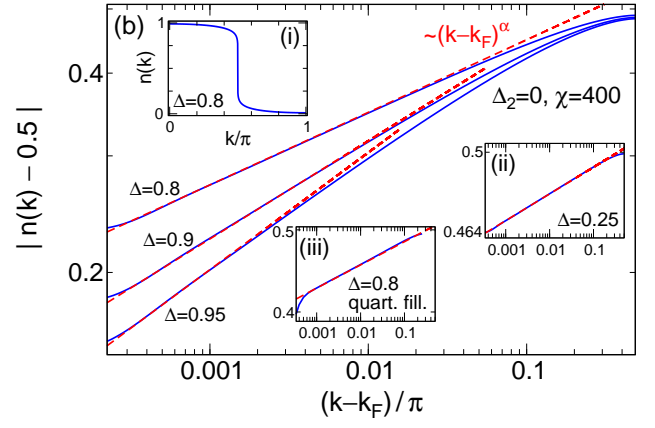 (b)
(i)
n(k)
1
0
Δ=0.8
0 1
k/π
~(k−k_F)^α
Δ₂=0, χ=400
0.4
0.2
| n(k) − 0.5 |
Δ=0.8
Δ=0.9
Δ=0.95
(ii)
0.5
0.464
Δ=0.25
0.001 0.01 0.1
(iii)
0.5
0.4
Δ=0.8
quart. fill.
0.001 0.01 0.1
0.001 0.01 0.1
(k−k_F)/π